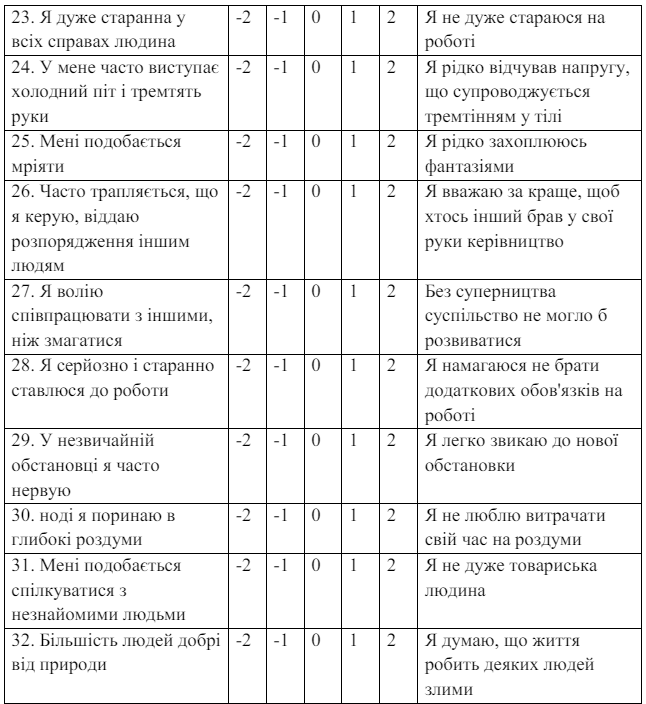 23. Я дуже старанна у -2 -1 0 1 2 Я не дуже стараюся на
всіх справах людина роботі
24. У мене часто виступає -2 -1 0 1 2 Я рідко відчував напругу,
холодний піт і тремтять що супроводжується
руки тремтінням у тілі
25. Мені подобається -2 -1 0 1 2 Я рідко захоплююсь
мріяти фантазіями
26. Часто трапляється, що -2 -1 0 1 2 Я вважаю за краще, щоб
я керую, віддаю хтось інший брав у свої
розпорядження іншим руки керівництво
людям
27. Я волію -2 -1 0 1 2 Без суперництва
співпрацювати з іншими, суспільство не могло б
ніж змагатися розвиватися
28. Я серйозно і старанно -2 -1 0 1 2 Я намагаюся не брати
ставлюся до роботи додаткових обов'язків на
роботі
29. У незвичайній -2 -1 0 1 2 Я легко звикаю до нової
обстановці я часто обстановки
нервую
30. ноді я поринаю в -2 -1 0 1 2 Я не люблю витрачати
глибокі роздуми свій час на роздуми
31. Мені подобається -2 -1 0 1 2 Я не дуже товариська
спілкуватися з людина
незнайомими людьми
32. Більшість людей добрі -2 -1 0 1 2 Я думаю, що життя
від природи робить деяких людей
злими